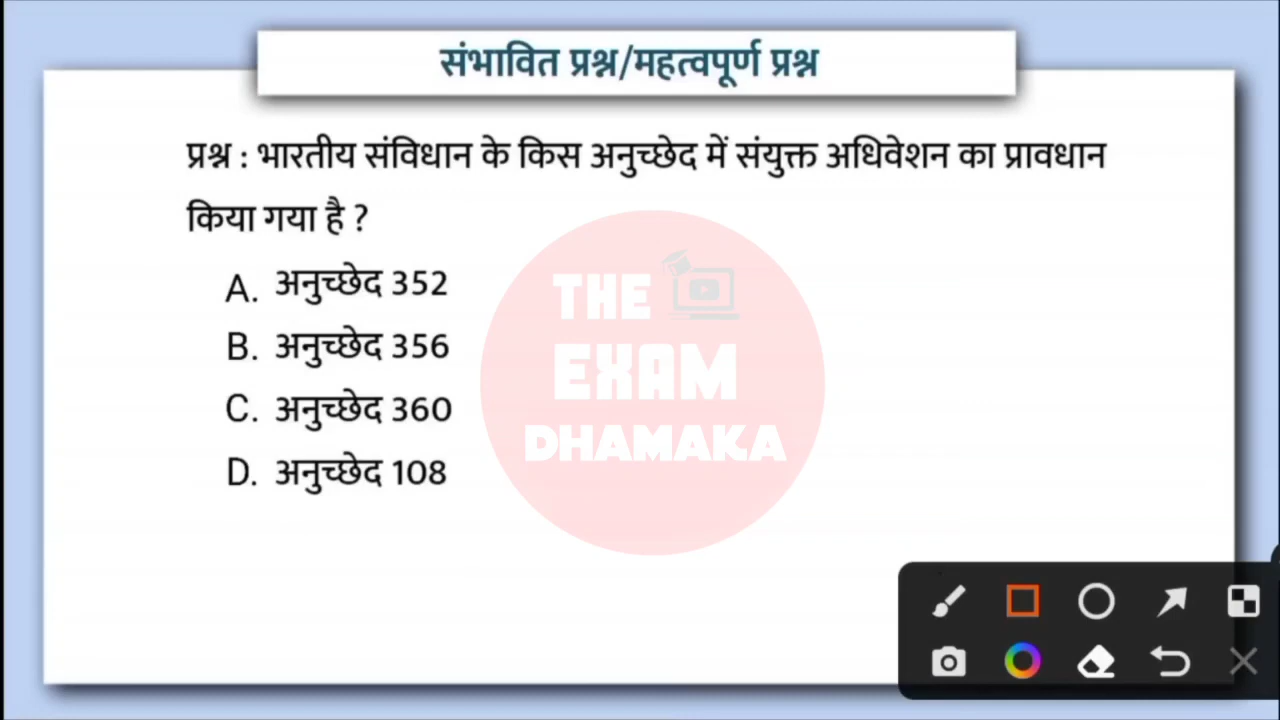 संभावित प्रश्न/महत्वपूर्ण प्रश्न
प्रश्न : भारतीय संविधान के किस अनुच्छेद में संयुक्त अधिवेशन का प्रावधान
किया गया है ?
A. अनुच्छेद 352
B. अनुच्छेद 356
C. अनुच्छेद 360
D. अनुच्छेद 108
THE
EXAM
DHAMAKA